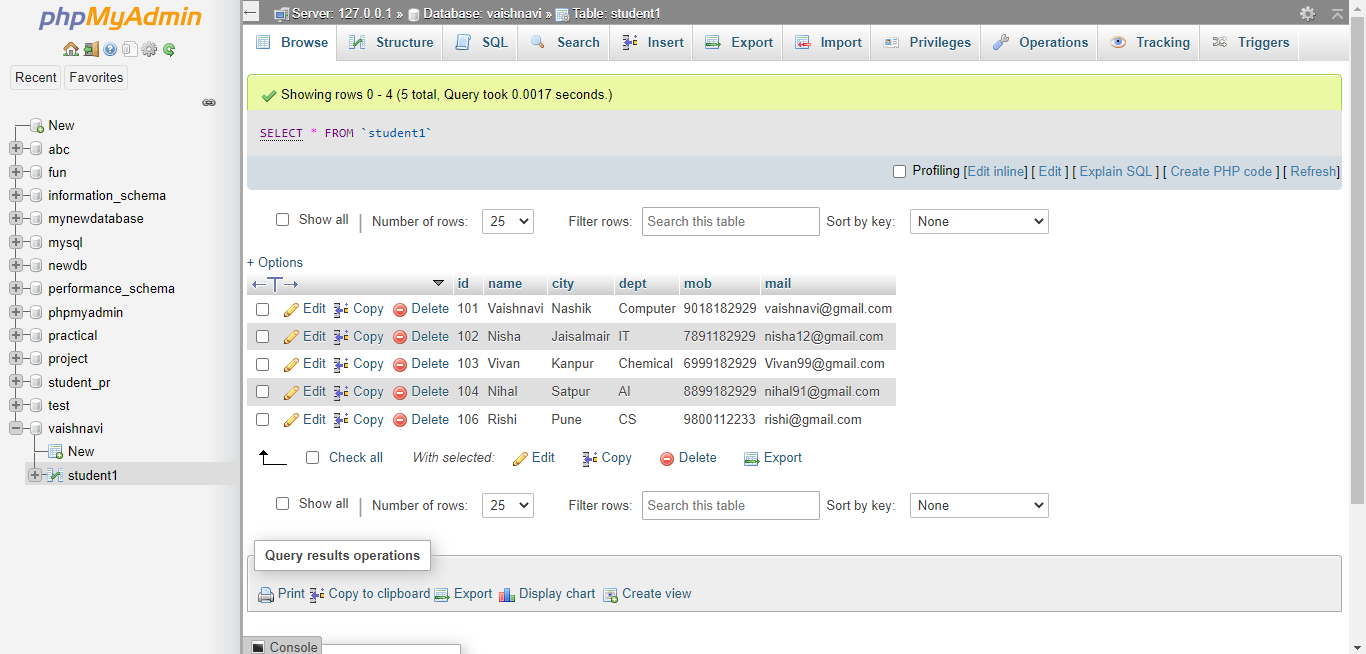 phpMyAdmin
Recent Favorites
New
abc
fun
information_schema
mynewdatabase
mysql
newdb
performance_schema
phpmyadmin
practical
project
student_pr
test
vaishnavi
New
student1
Server: 127.0.0.1 » Database: vaishnavi » Table: student1
Browse Structure SQL Search Insert Export Import Privileges Operations Tracking Triggers
Showing rows 0 - 4 (5 total, Query took 0.0017 seconds.)
SELECT * FROM `student1`
Profiling [Edit inline] [ Edit ] [ Explain SQL ] [ Create PHP code ] [ Refresh]
Show all | Number of rows: 25 Filter rows: Search this table Sort by key: None
+ Options
←T→ id name city dept mob mail
Edit Copy Delete 101 Vaishnavi Nashik Computer 9018182929 vaishnavi@gmail.com
Edit Copy Delete 102 Nisha Jaisalmair IT 7891182929 nisha12@gmail.com
Edit Copy Delete 103 Vivan Kanpur Chemical 6999182929 Vivan99@gmail.com
Edit Copy Delete 104 Nihal Satpur AI 8899182929 nihal91@gmail.com
Edit Copy Delete 106 Rishi Pune CS 9800112233 rishi@gmail.com
Check all With selected: Edit Copy Delete Export
Show all | Number of rows: 25 Filter rows: Search this table Sort by key: None
Query results operations
Print Copy to clipboard Export Display chart Create view
Console